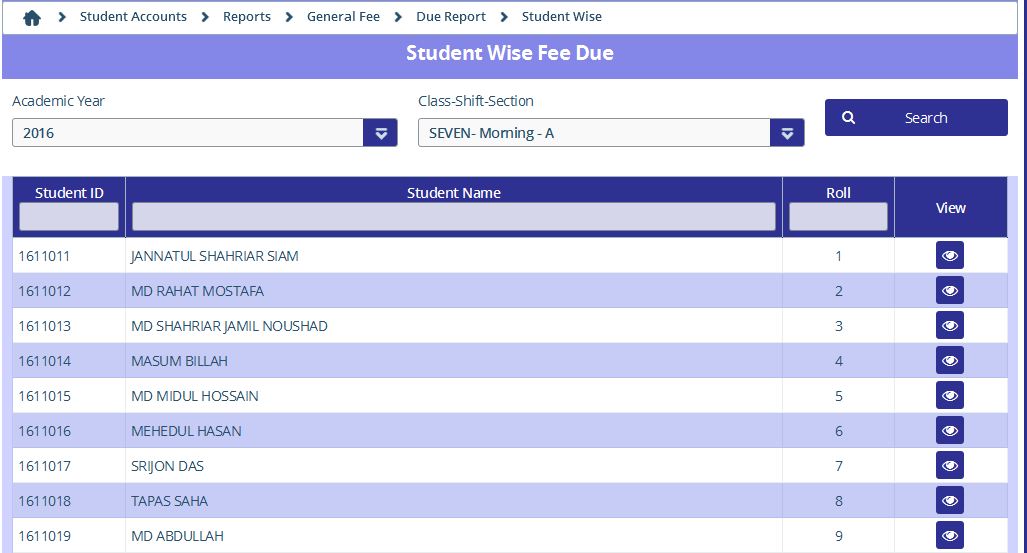 Student Accounts Reports General Fee Due Report Student Wise
Student Wise Fee Due
Academic Year Class-Shift-Section
2016 SEVEN- Morning - A Search
Student ID Student Name Roll View
1611011 JANNATUL SHAHRIAR SIAM 1
1611012 MD RAHAT MOSTAFA 2
1611013 MD SHAHRIAR JAMIL NOUSHAD 3
1611014 MASUM BILLAH 4
1611015 MD MIDUL HOSSAIN 5
1611016 MEHEDUL HASAN 6
1611017 SRIJON DAS 7
1611018 TAPAS SAHA 8
1611019 MD ABDULLAH 9